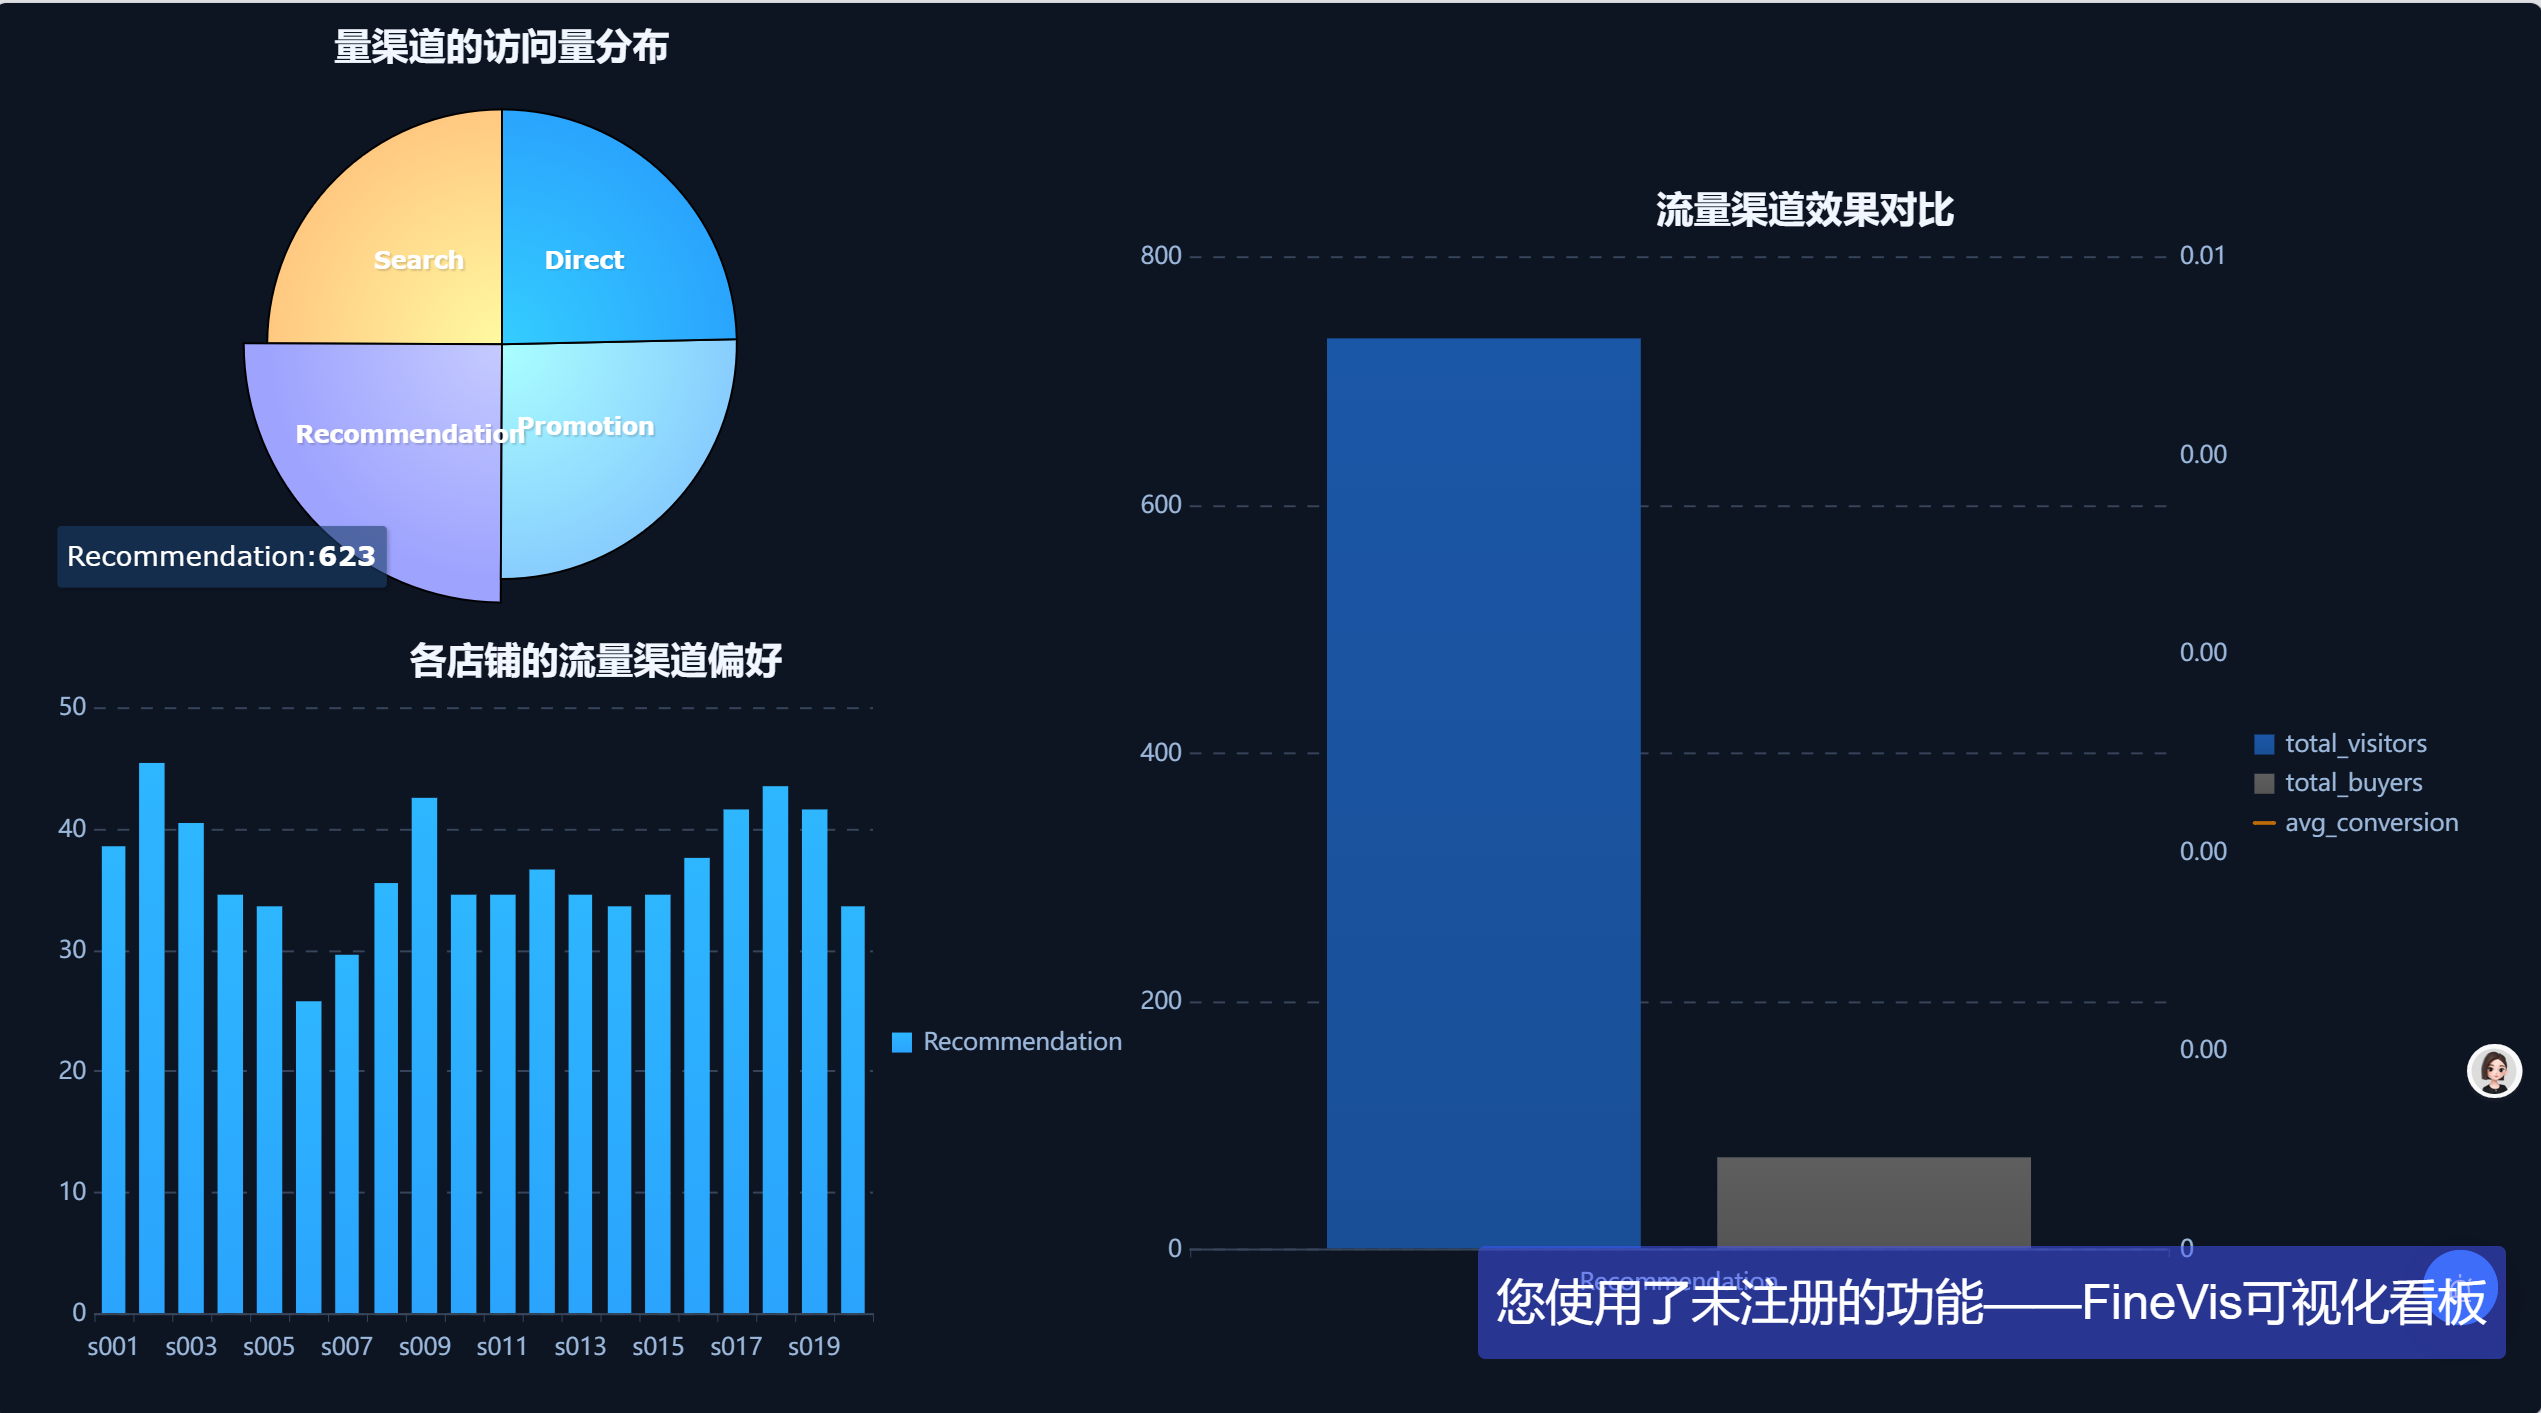 量渠道的访问量分布
Search
Direct
Recommendation
Promotion
Recommendation:623
各店铺的流量渠道偏好
50
40
30
20
10
0
s001 s003 s005 s007 s009 s011 s013 s015 s017 s019
Recommendation
流量渠道效果对比
800
600
400
200
0
0.01
0.00
0.00
0.00
0.00
0
Recommendation
total_visitors
total_buyers
avg_conversion
您使用了未注册的功能——FineVis可视化看板